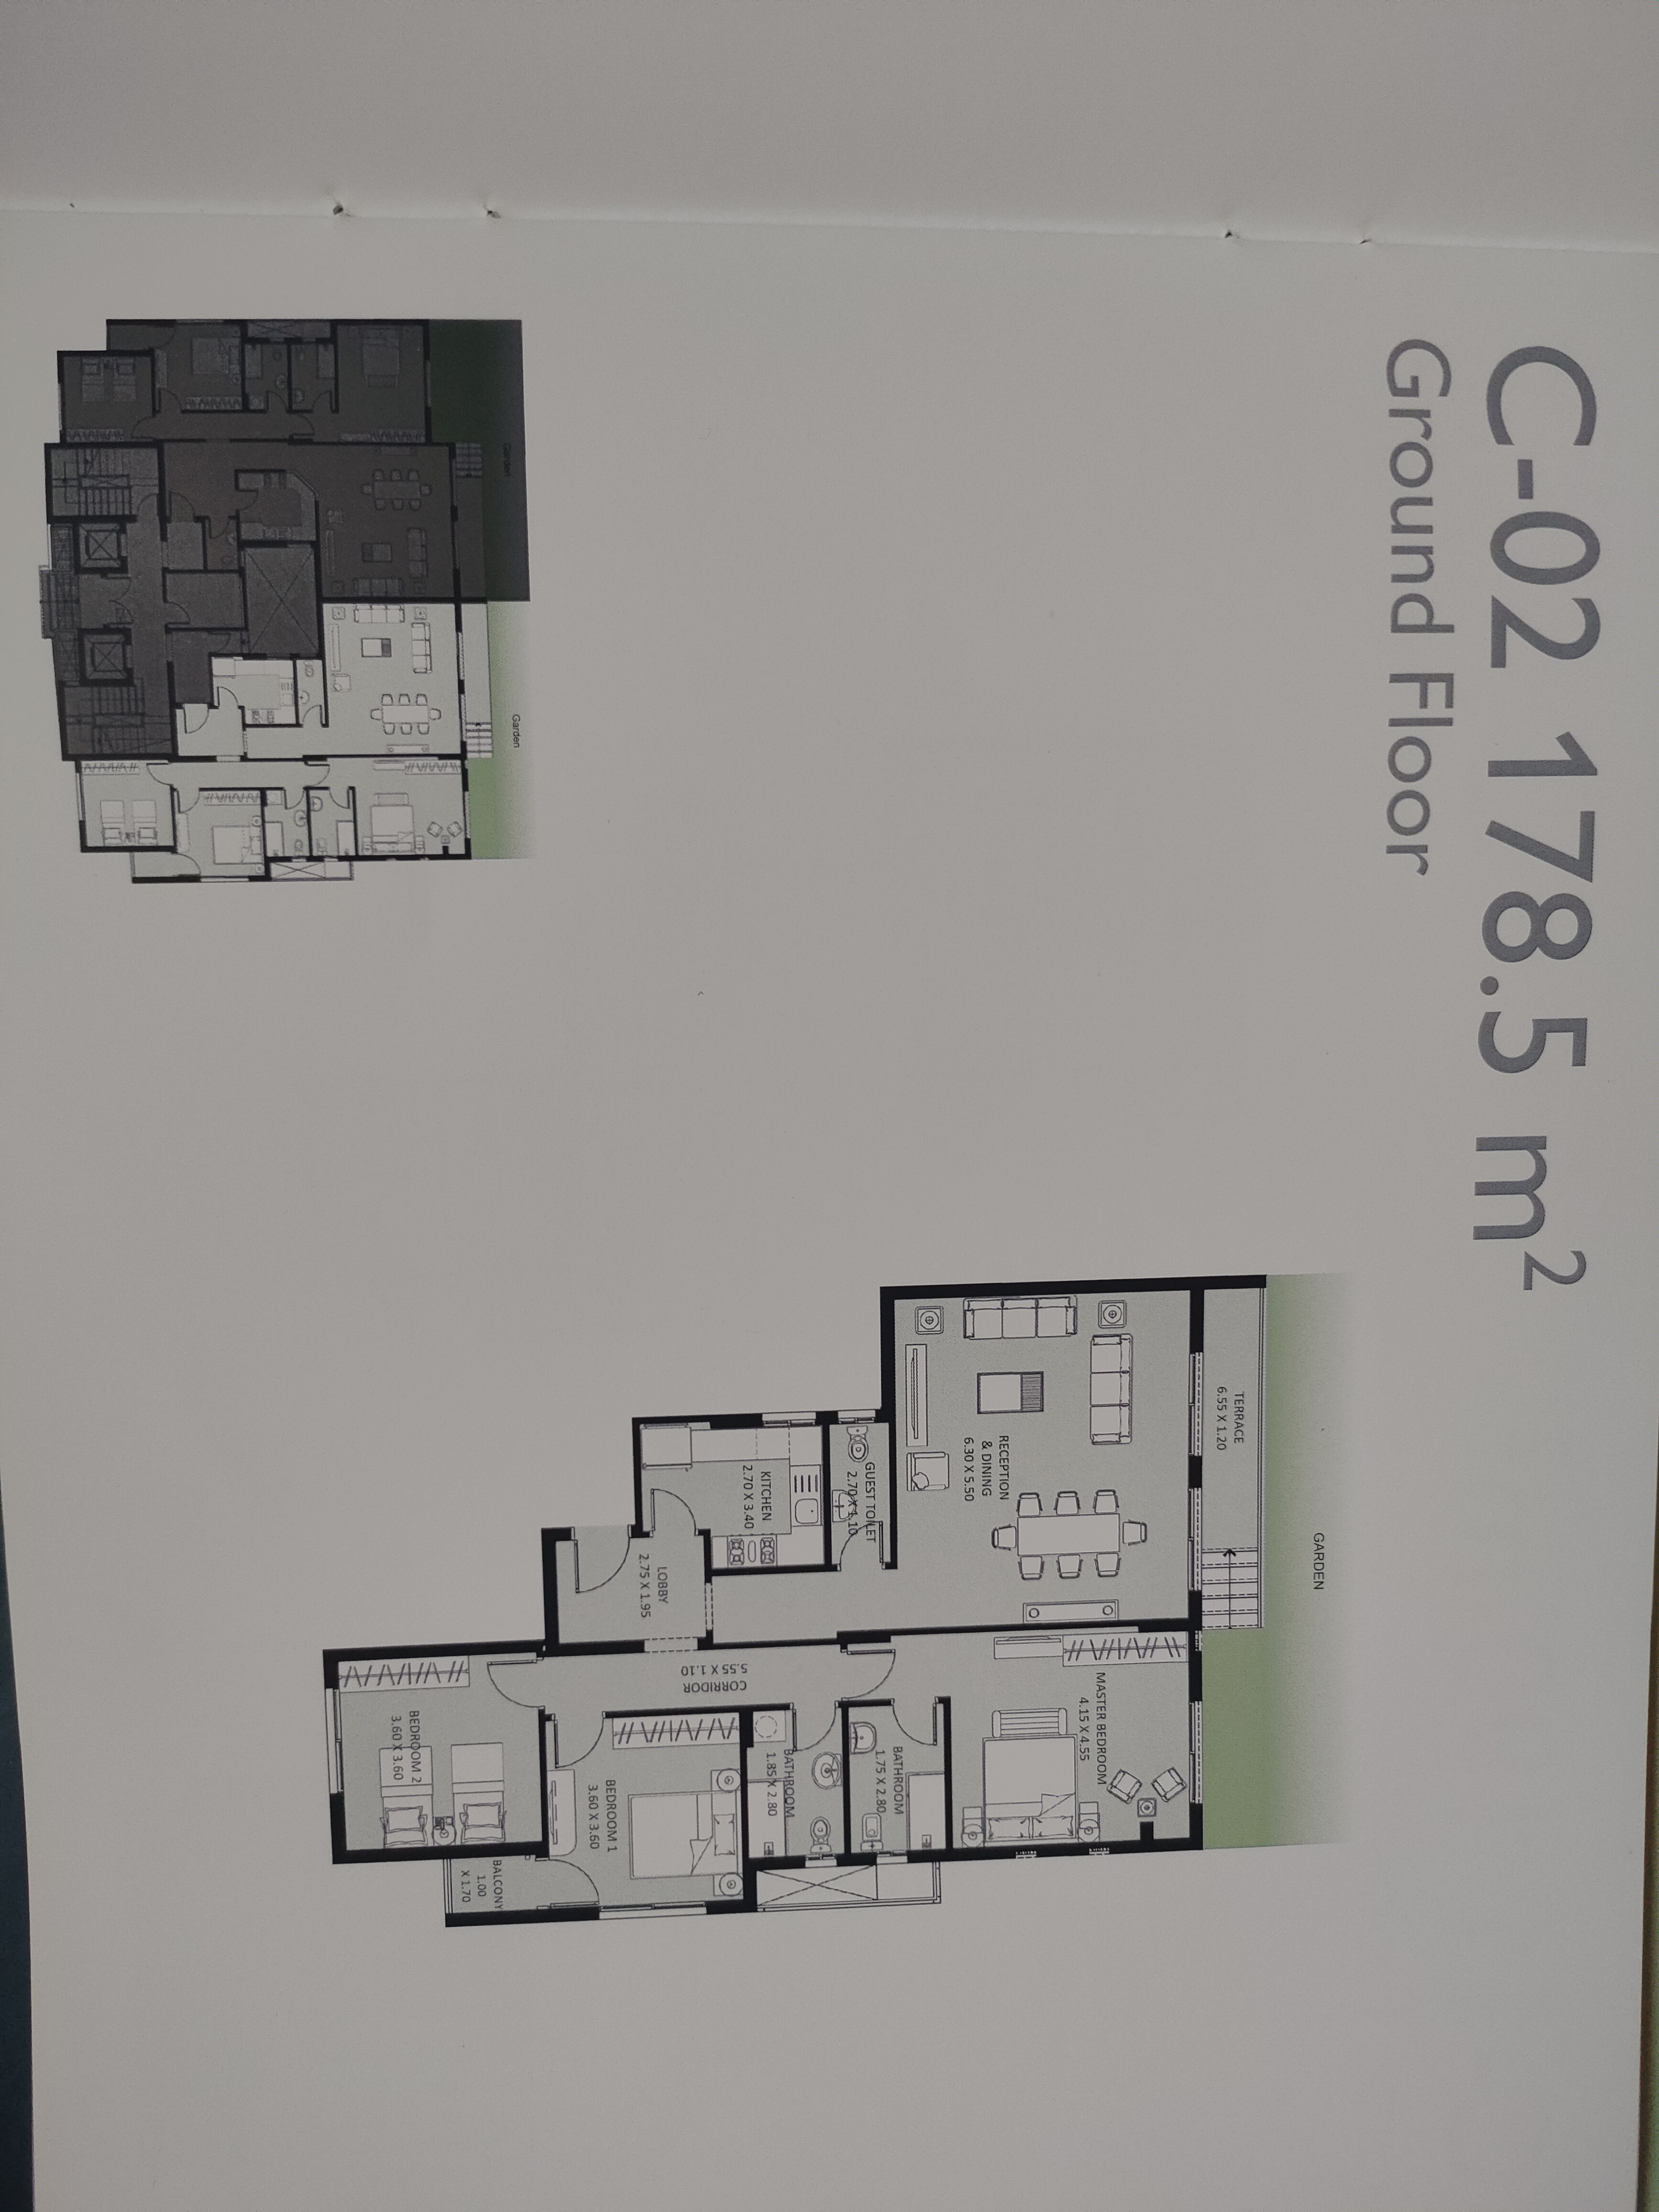 C-02 178.5 m²
Ground Floor
GARDEN
TERRACE
6.55 X 1.20
RECEPTION
& DINING
6.30 X 5.50
MASTER BEDROOM
4.15 X 4.55
GUEST TOILET
2.70 X 1.10
BATHROOM
1.75 X 2.80
KITCHEN
2.70 X 3.40
BATHROOM
1.85 X 2.80
CORRIDOR
5.55 X 1.10
LOBBY
2.75 X 1.95
BEDROOM 1
3.60 X 3.60
BALCONY
1.00
X 1.70
BEDROOM 2
3.60 X 3.60
Garden
Garden